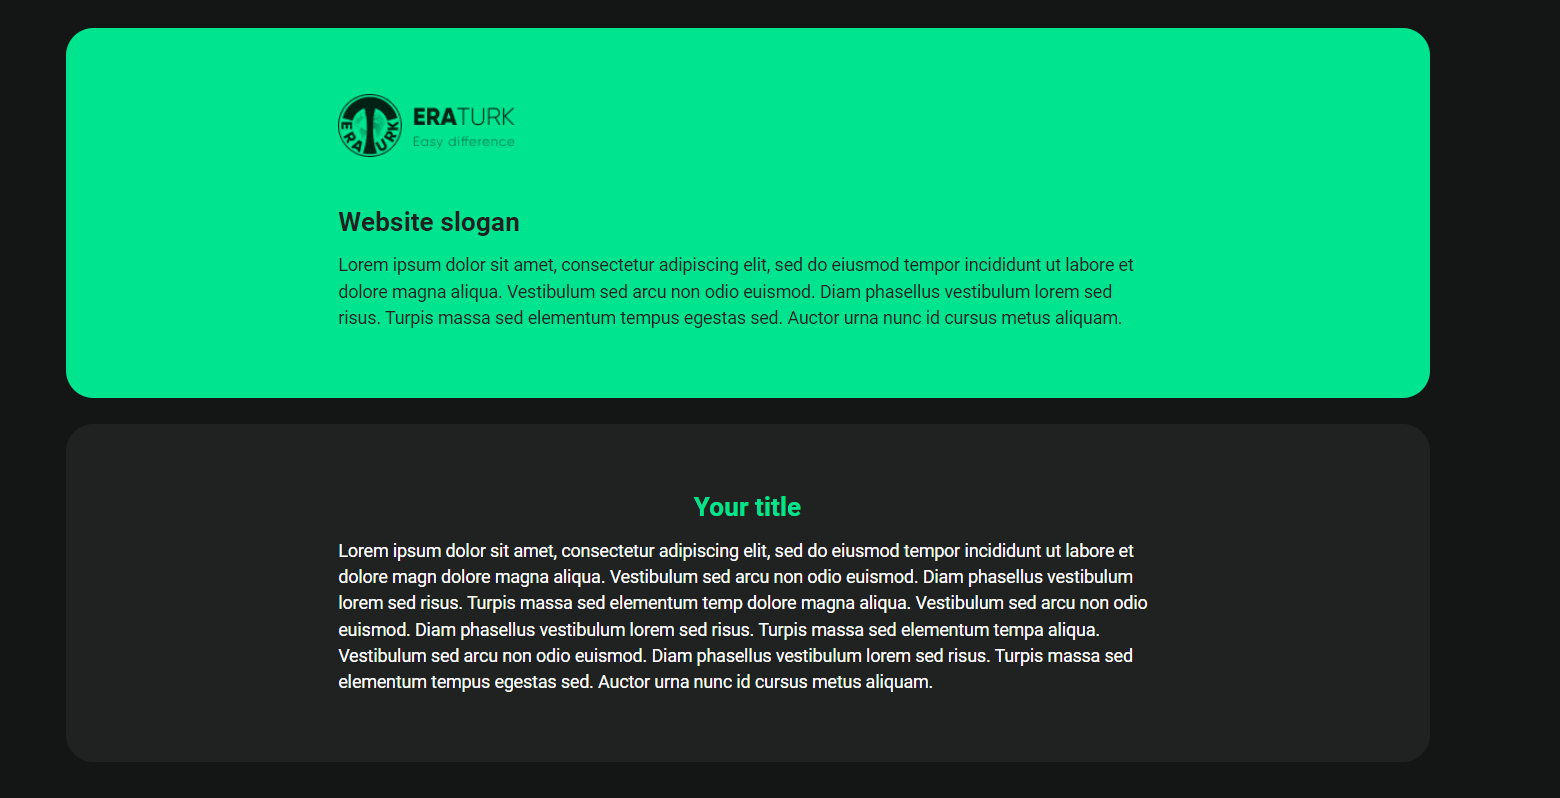 ERA TURK
ERATURK
Easy difference
Website slogan
Lorem ipsum dolor sit amet, consectetur adipiscing elit, sed do eiusmod tempor incididunt ut labore et
dolore magna aliqua. Vestibulum sed arcu non odio euismod. Diam phasellus vestibulum lorem sed
risus. Turpis massa sed elementum tempus egestas sed. Auctor urna nunc id cursus metus aliquam.
Your title
Lorem ipsum dolor sit amet, consectetur adipiscing elit, sed do eiusmod tempor incididunt ut labore et
dolore magn dolore magna aliqua. Vestibulum sed arcu non odio euismod. Diam phasellus vestibulum
lorem sed risus. Turpis massa sed elementum temp dolore magna aliqua. Vestibulum sed arcu non odio
euismod. Diam phasellus vestibulum lorem sed risus. Turpis massa sed elementum tempa aliqua.
Vestibulum sed arcu non odio euismod. Diam phasellus vestibulum lorem sed risus. Turpis massa sed
elementum tempus egestas sed. Auctor urna nunc id cursus metus aliquam.